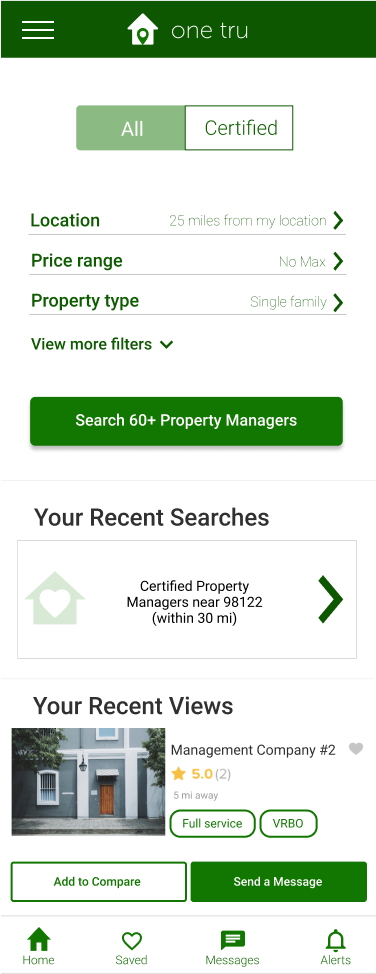 one tru
All
Certified
Location
25 miles from my location
Price range
No Max
Property type
Single family
View more filters
Search 60+ Property Managers
Your Recent Searches
Certified Property
Managers near 98122
(within 30 mi)
Your Recent Views
Management Company #2
5.0 (2)
5 mi away
Full service
VRBO
Add to Compare
Send a Message
Home
Saved
Messages
Alerts